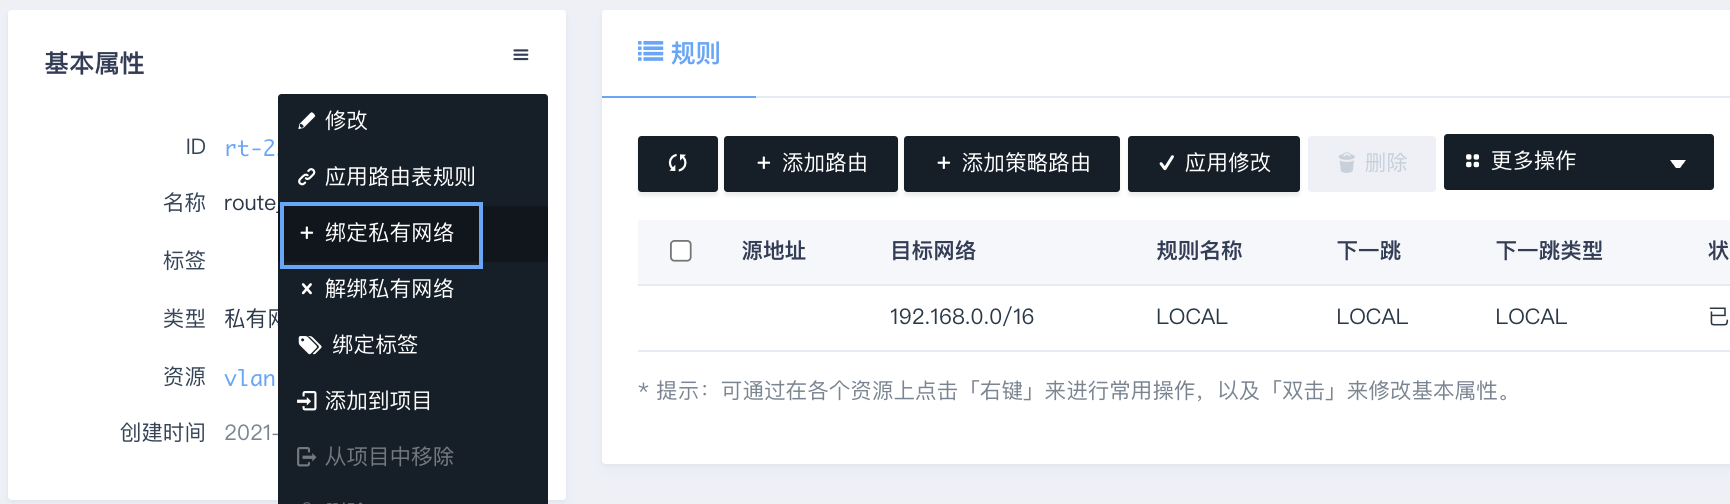 基本属性
ID rt-2
名称 route_
标签
类型 私有网
资源 vlan
创建时间 2021-
修改
应用路由表规则
+ 绑定私有网络
× 解绑私有网络
绑定标签
添加到项目
从项目中移除
规则
+ 添加路由
+ 添加策略路由
✓ 应用修改
删除
更多操作
源地址 目标网络 规则名称 下一跳 下一跳类型 状
192.168.0.0/16 LOCAL LOCAL LOCAL 已
* 提示：可通过在各个资源上点击「右键」来进行常用操作，以及「双击」来修改基本属性。